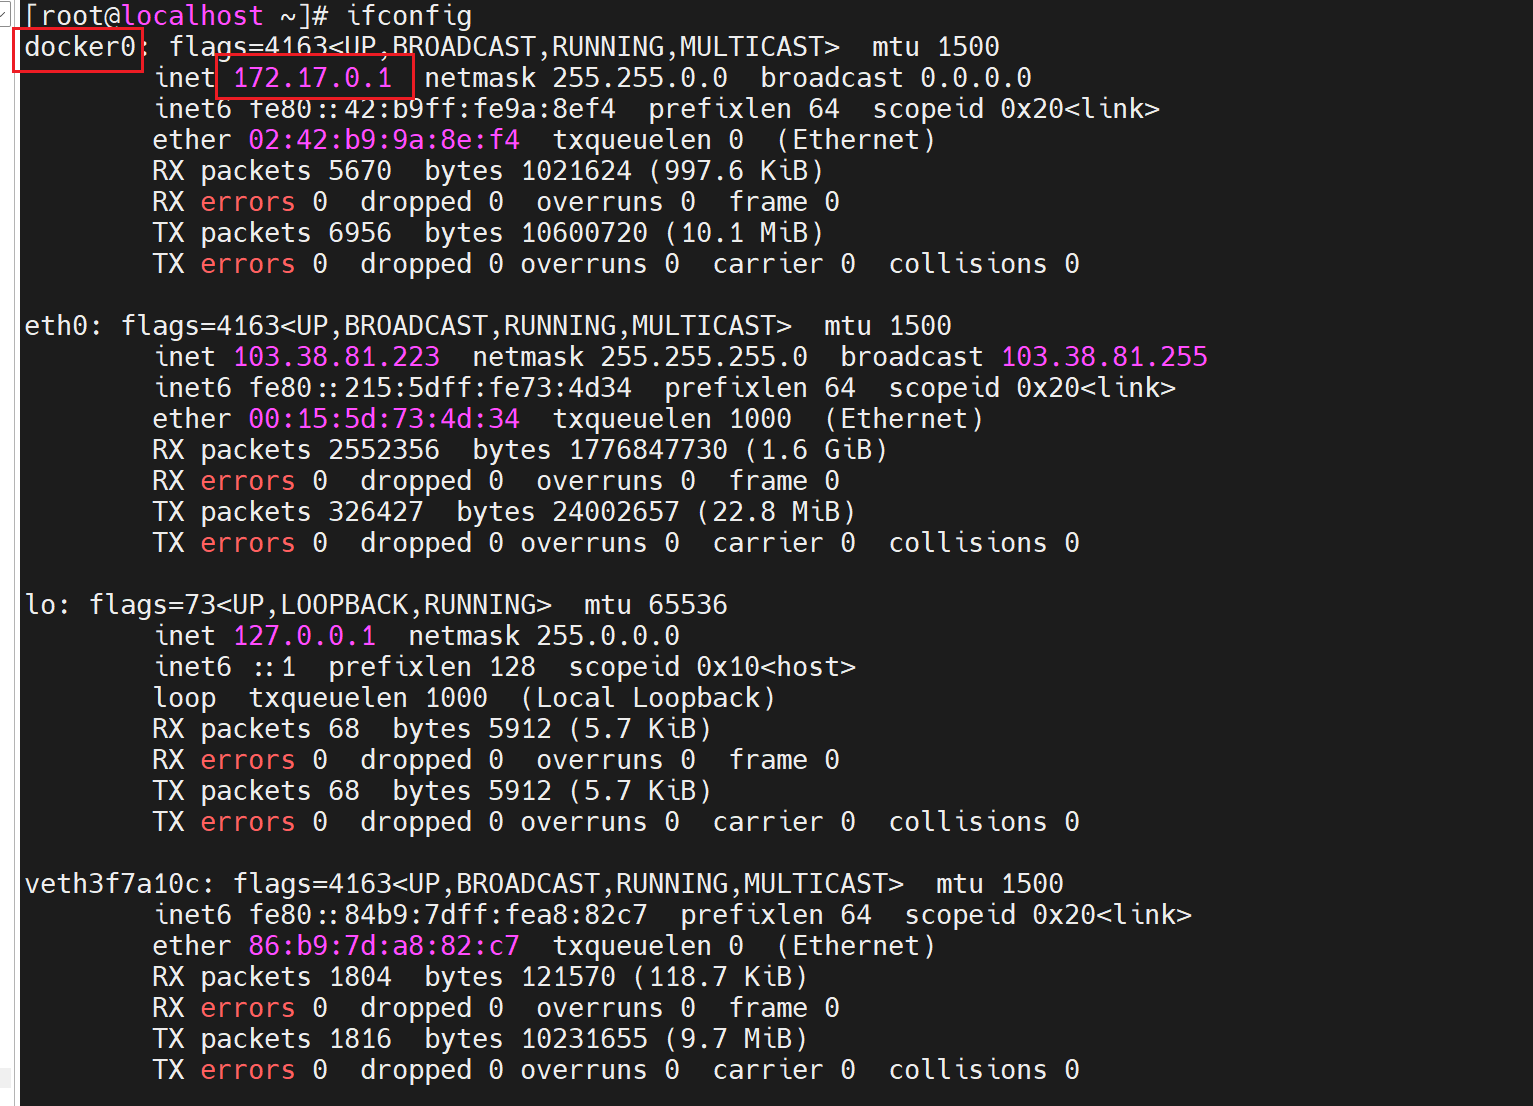 [root@localhost ~]# ifconfig
docker0: flags=4163<UP,BROADCAST,RUNNING,MULTICAST>  mtu 1500
        inet 172.17.0.1  netmask 255.255.0.0  broadcast 0.0.0.0
        inet6 fe80::42:b9ff:fe9a:8ef4  prefixlen 64  scopeid 0x20<link>
        ether 02:42:b9:9a:8e:f4  txqueuelen 0  (Ethernet)
        RX packets 5670  bytes 1021624 (997.6 KiB)
        RX errors 0  dropped 0  overruns 0  frame 0
        TX packets 6956  bytes 10600720 (10.1 MiB)
        TX errors 0  dropped 0 overruns 0  carrier 0  collisions 0

eth0: flags=4163<UP,BROADCAST,RUNNING,MULTICAST>  mtu 1500
        inet 103.38.81.223  netmask 255.255.255.0  broadcast 103.38.81.255
        inet6 fe80::215:5dff:fe73:4d34  prefixlen 64  scopeid 0x20<link>
        ether 00:15:5d:73:4d:34  txqueuelen 1000  (Ethernet)
        RX packets 2552356  bytes 1776847730 (1.6 GiB)
        RX errors 0  dropped 0  overruns 0  frame 0
        TX packets 326427  bytes 24002657 (22.8 MiB)
        TX errors 0  dropped 0 overruns 0  carrier 0  collisions 0

lo: flags=73<UP,LOOPBACK,RUNNING>  mtu 65536
        inet 127.0.0.1  netmask 255.0.0.0
        inet6 ::1  prefixlen 128  scopeid 0x10<host>
        loop  txqueuelen 1000  (Local Loopback)
        RX packets 68  bytes 5912 (5.7 KiB)
        RX errors 0  dropped 0  overruns 0  frame 0
        TX packets 68  bytes 5912 (5.7 KiB)
        TX errors 0  dropped 0 overruns 0  carrier 0  collisions 0

veth3f7a10c: flags=4163<UP,BROADCAST,RUNNING,MULTICAST>  mtu 1500
        inet6 fe80::84b9:7dff:fea8:82c7  prefixlen 64  scopeid 0x20<link>
        ether 86:b9:7d:a8:82:c7  txqueuelen 0  (Ethernet)
        RX packets 1804  bytes 121570 (118.7 KiB)
        RX errors 0  dropped 0  overruns 0  frame 0
        TX packets 1816  bytes 10231655 (9.7 MiB)
        TX errors 0  dropped 0 overruns 0  carrier 0  collisions 0